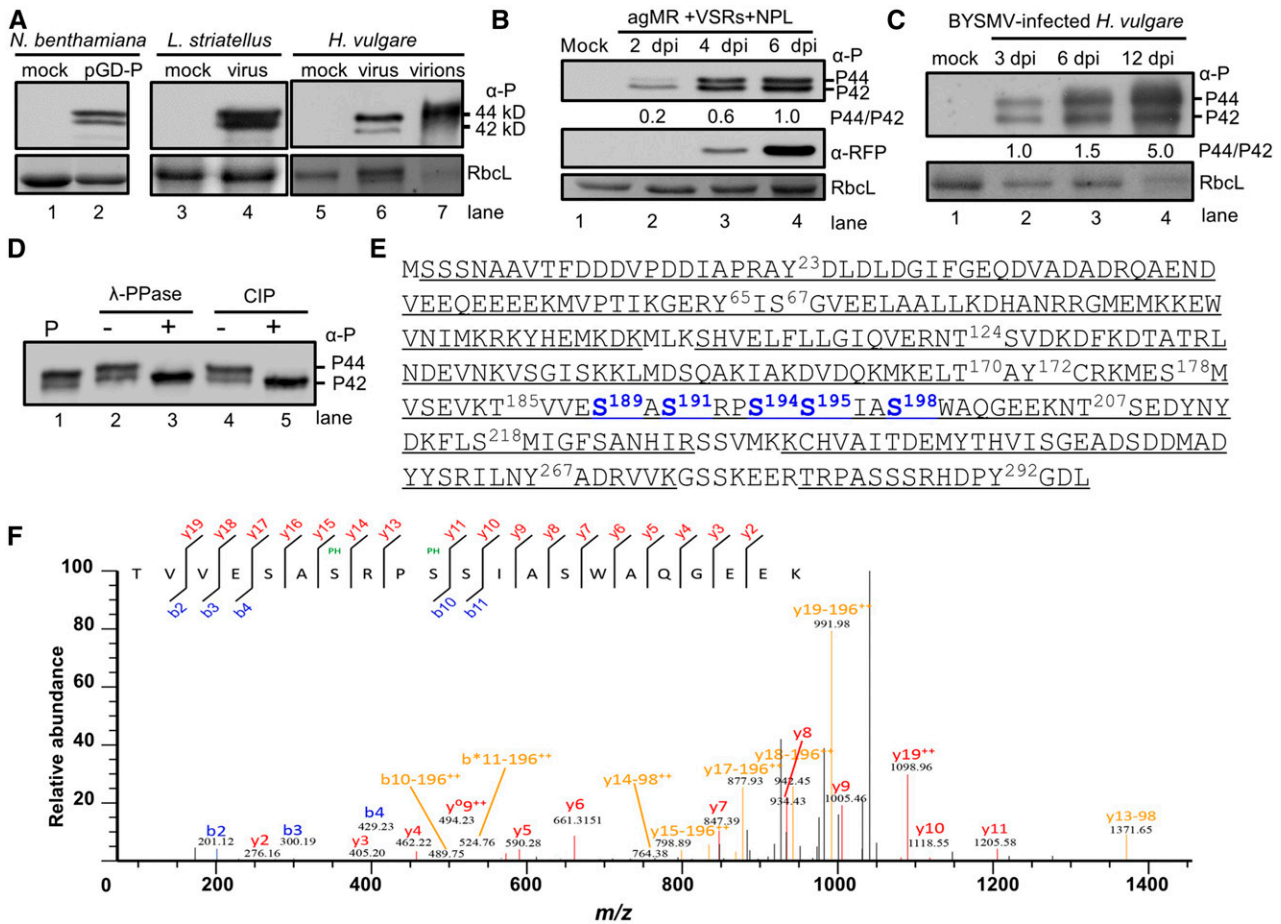 A
N. benthamiana L. striatellus H. vulgare
mock pGD-P mock virus mock virus virions
α-P
44 kD
42 kD
RbcL
1 2 3 4 5 6 7 lane
B
agMR +VSRs+NPL
Mock 2 dpi 4 dpi 6 dpi
α-P
P44
P42
0.2 0.6 1.0 P44/P42
α-RFP
RbcL
1 2 3 4 lane
C
BYSMV-infected H. vulgare
Mock 3 dpi 6 dpi 12 dpi
α-P
P44
P42
1.0 1.5 5.0 P44/P42
RbcL
1 2 3 4 lane
D
λ-PPase CIP
P - + - + α-P
P44
P42
1 2 3 4 5 lane
E
MSSSNAAVTFDDDVPDDIAPRAY23DLDLDGIFGEQDVADADRQAEND
VEEQEEEEKMVPTIKGERY65IS67GVEELAALLKDHANRRGMEMKKEW
VNIMKRKYHEMKDKMLKSHVELFLLGIQVERNT124SVDKDFKDTATRL
NDEVNKVSGISKKLMDSQAKIAKDVDQKMKELT170AY172CRKMES178M
VSEVKT185VVES189AS191RPS194S195IAS198WAQGEEKNT207SEDYNY
DKFLS218MIGFSANHIRSSVMKKCHVAITDEMYTHVISGEADSDDMAD
YYSRILNY267ADRVVKGSSKEERTRPASSSRHDPY292GDL
F
y19 y18 y17 y16 y15 y14 y13 y11 y10 y9 y8 y7 y6 y5 y4 y3 y2
PH PH
T V V E S A S R P S S I A S W A Q G E E K
b2 b3 b4 b10 b11
Relative abundance
100
80
60
40
20
0
b2
201.12
y2
276.16
b3
300.19
b4
429.23
y3
405.20
y4
462.22
b10-196++
489.75
y°9++
494.23
b*11-196++
524.76
y5
590.28
y6
661.3151
y14-98++
764.38
y15-196++
798.89
y7
847.39
y17-196++
877.93
y8
934.43
y18-196++
942.45
y19-196++
991.98
y9
1005.46
y19++
1098.96
y10
1118.55
y11
1205.58
y13-98
1371.65
0 200 400 600 800 1000 1200 1400
m/z